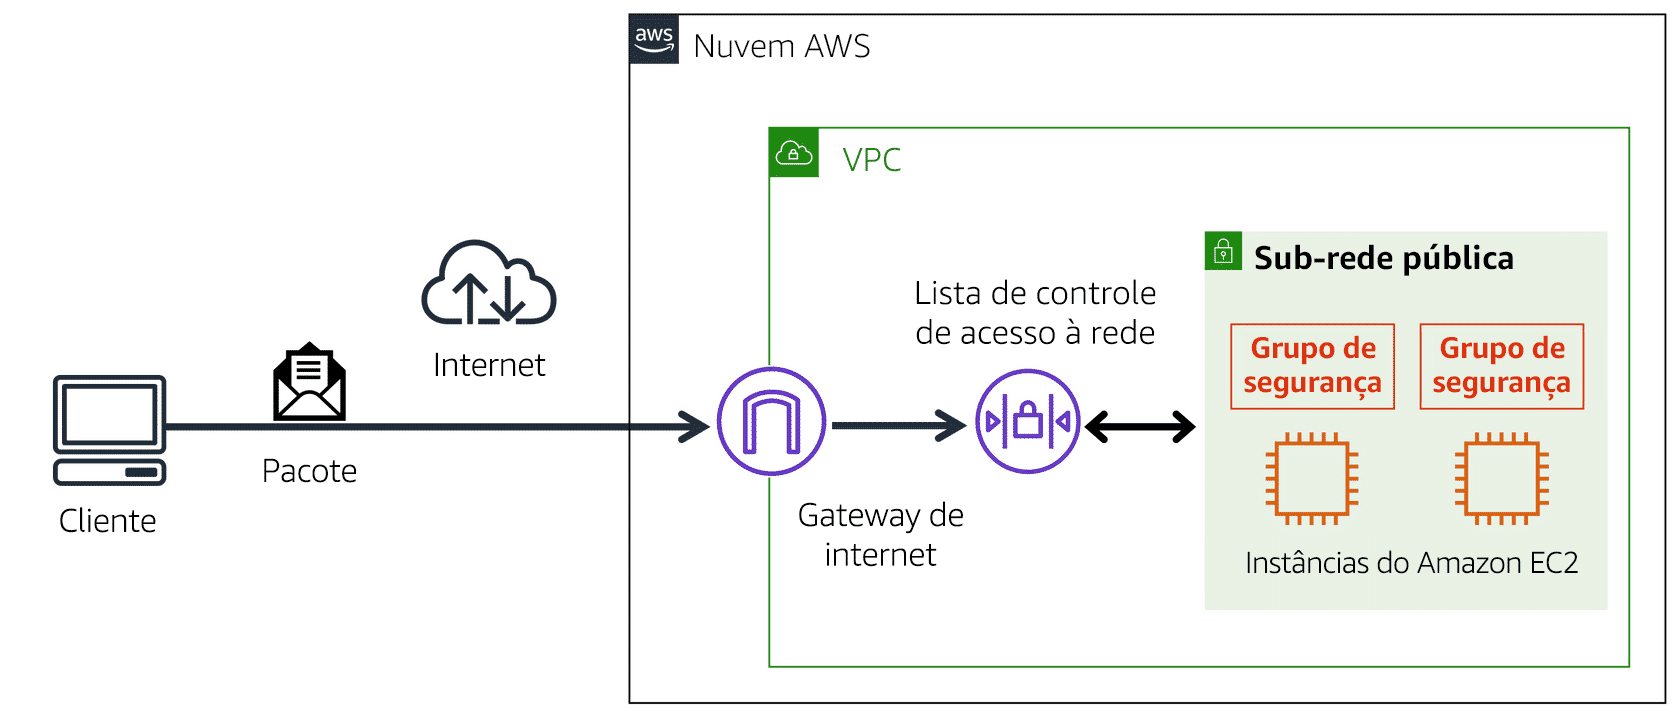 aws
Nuvem AWS
VPC
Sub-rede pública
Lista de controle
de acesso à rede
Grupo de
segurança
Grupo de
segurança
Internet
Pacote
Cliente
Gateway de
internet
Instâncias do Amazon EC2